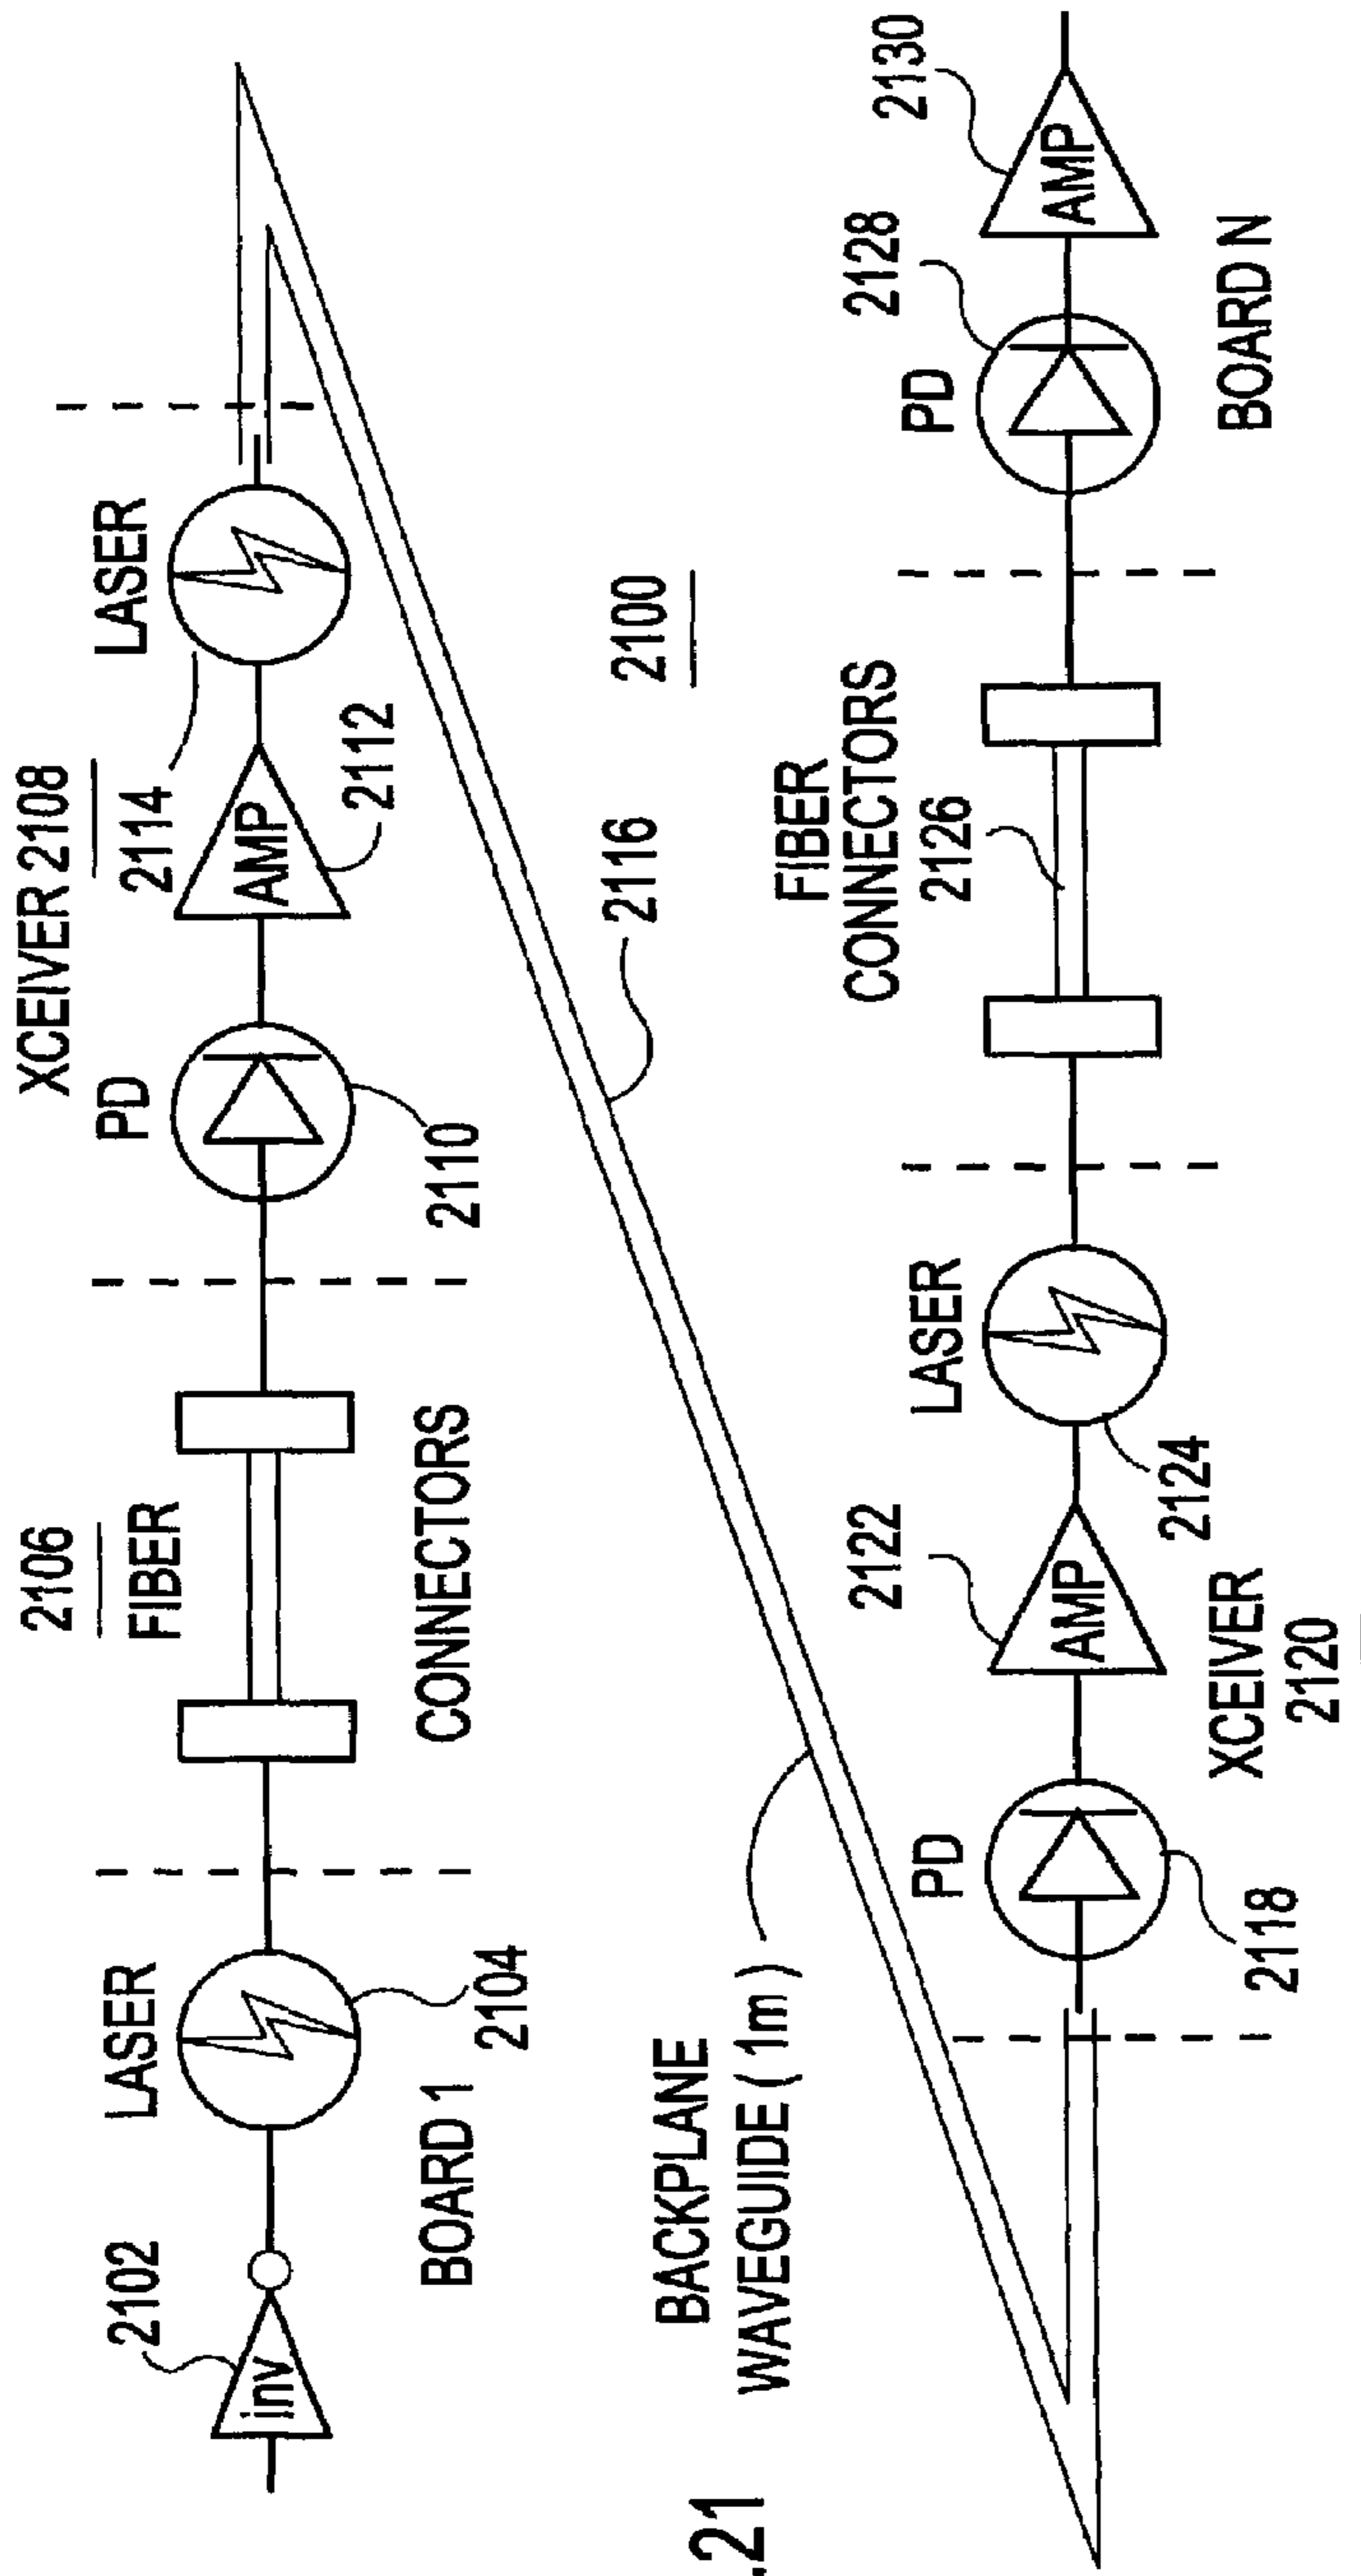 XCEIVER 2108
2106
FIBER
PD
2114
LASER
2102
LASER
inv
AMP
2104
BOARD 1
CONNECTORS
2110
2112
2116
2100
BACKPLANE
WAVEGUIDE ( 1m )
.21
FIBER
CONNECTORS
2126
2122
PD
LASER
2128
PD
2130
AMP
AMP
2118
2124
XCEIVER
2120
BOARD N